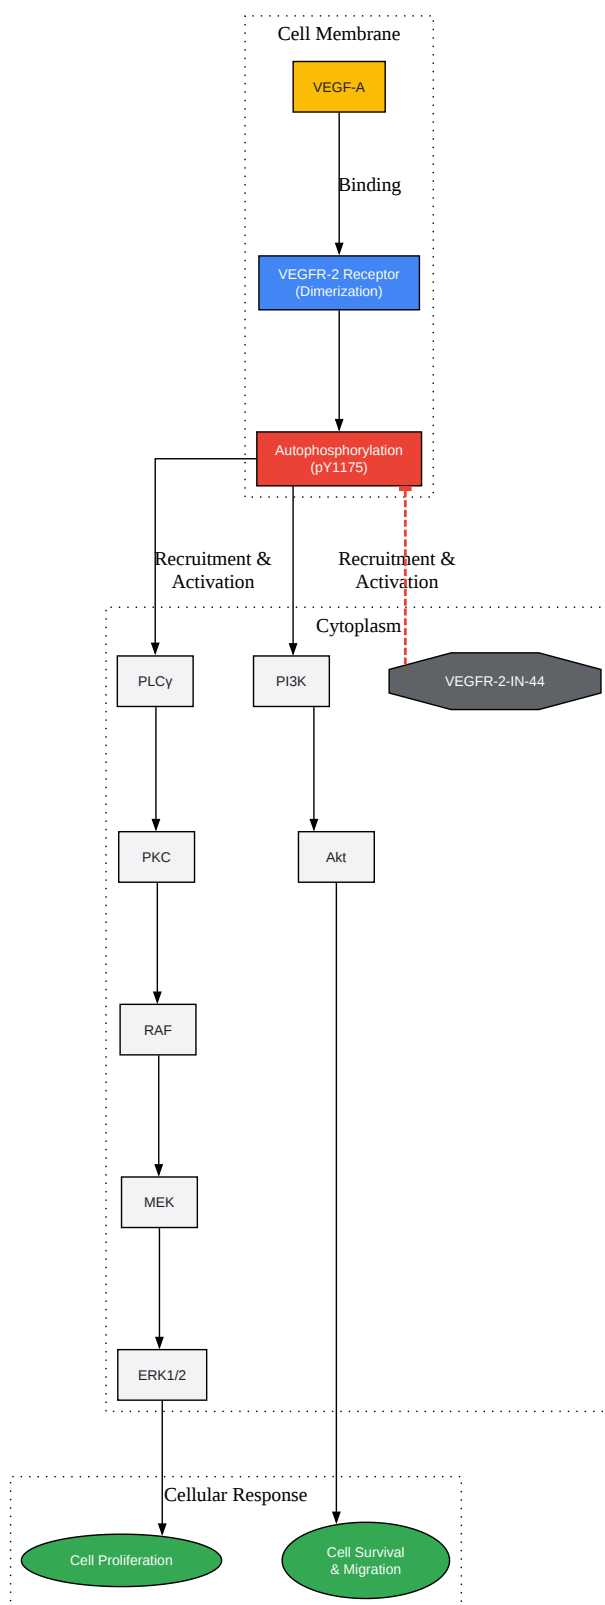 Cell Membrane
VEGF-A
Binding
VEGFR-2 Receptor
(Dimerization)
Autophosphorylation
(pY1175)
Recruitment &
Activation
Recruitment &
Activation
Cytoplasm
PLCγ
PI3K
VEGFR-2-IN-44
PKC
Akt
RAF
MEK
ERK1/2
Cellular Response
Cell Proliferation
Cell Survival
& Migration